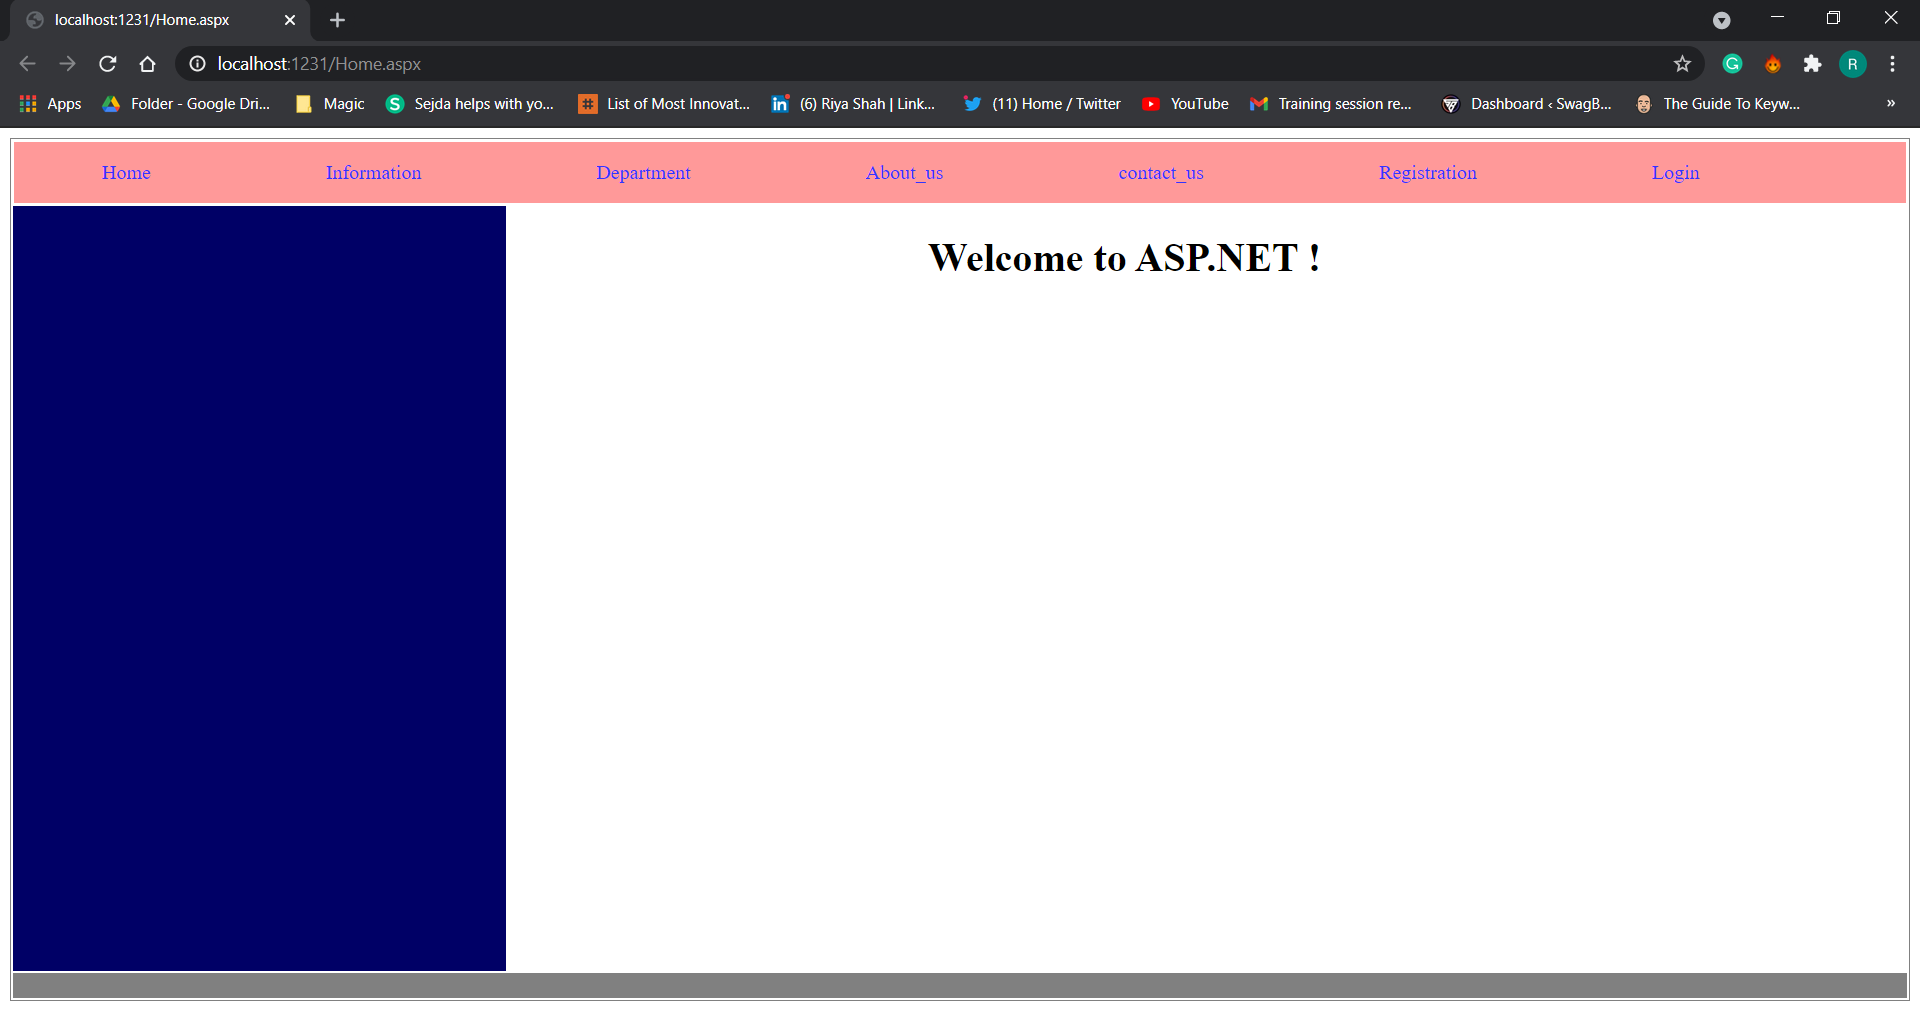 localhost:1231/Home.aspx
localhost:1231/Home.aspx
R
Apps Folder - Google Dri... Magic Sejda helps with yo... List of Most Innovat... (6) Riya Shah | Link... (11) Home / Twitter YouTube Training session re... Dashboard ‹ SwagB... The Guide To Keyw... »
Home Information Department About_us contact_us Registration Login
Welcome to ASP.NET !